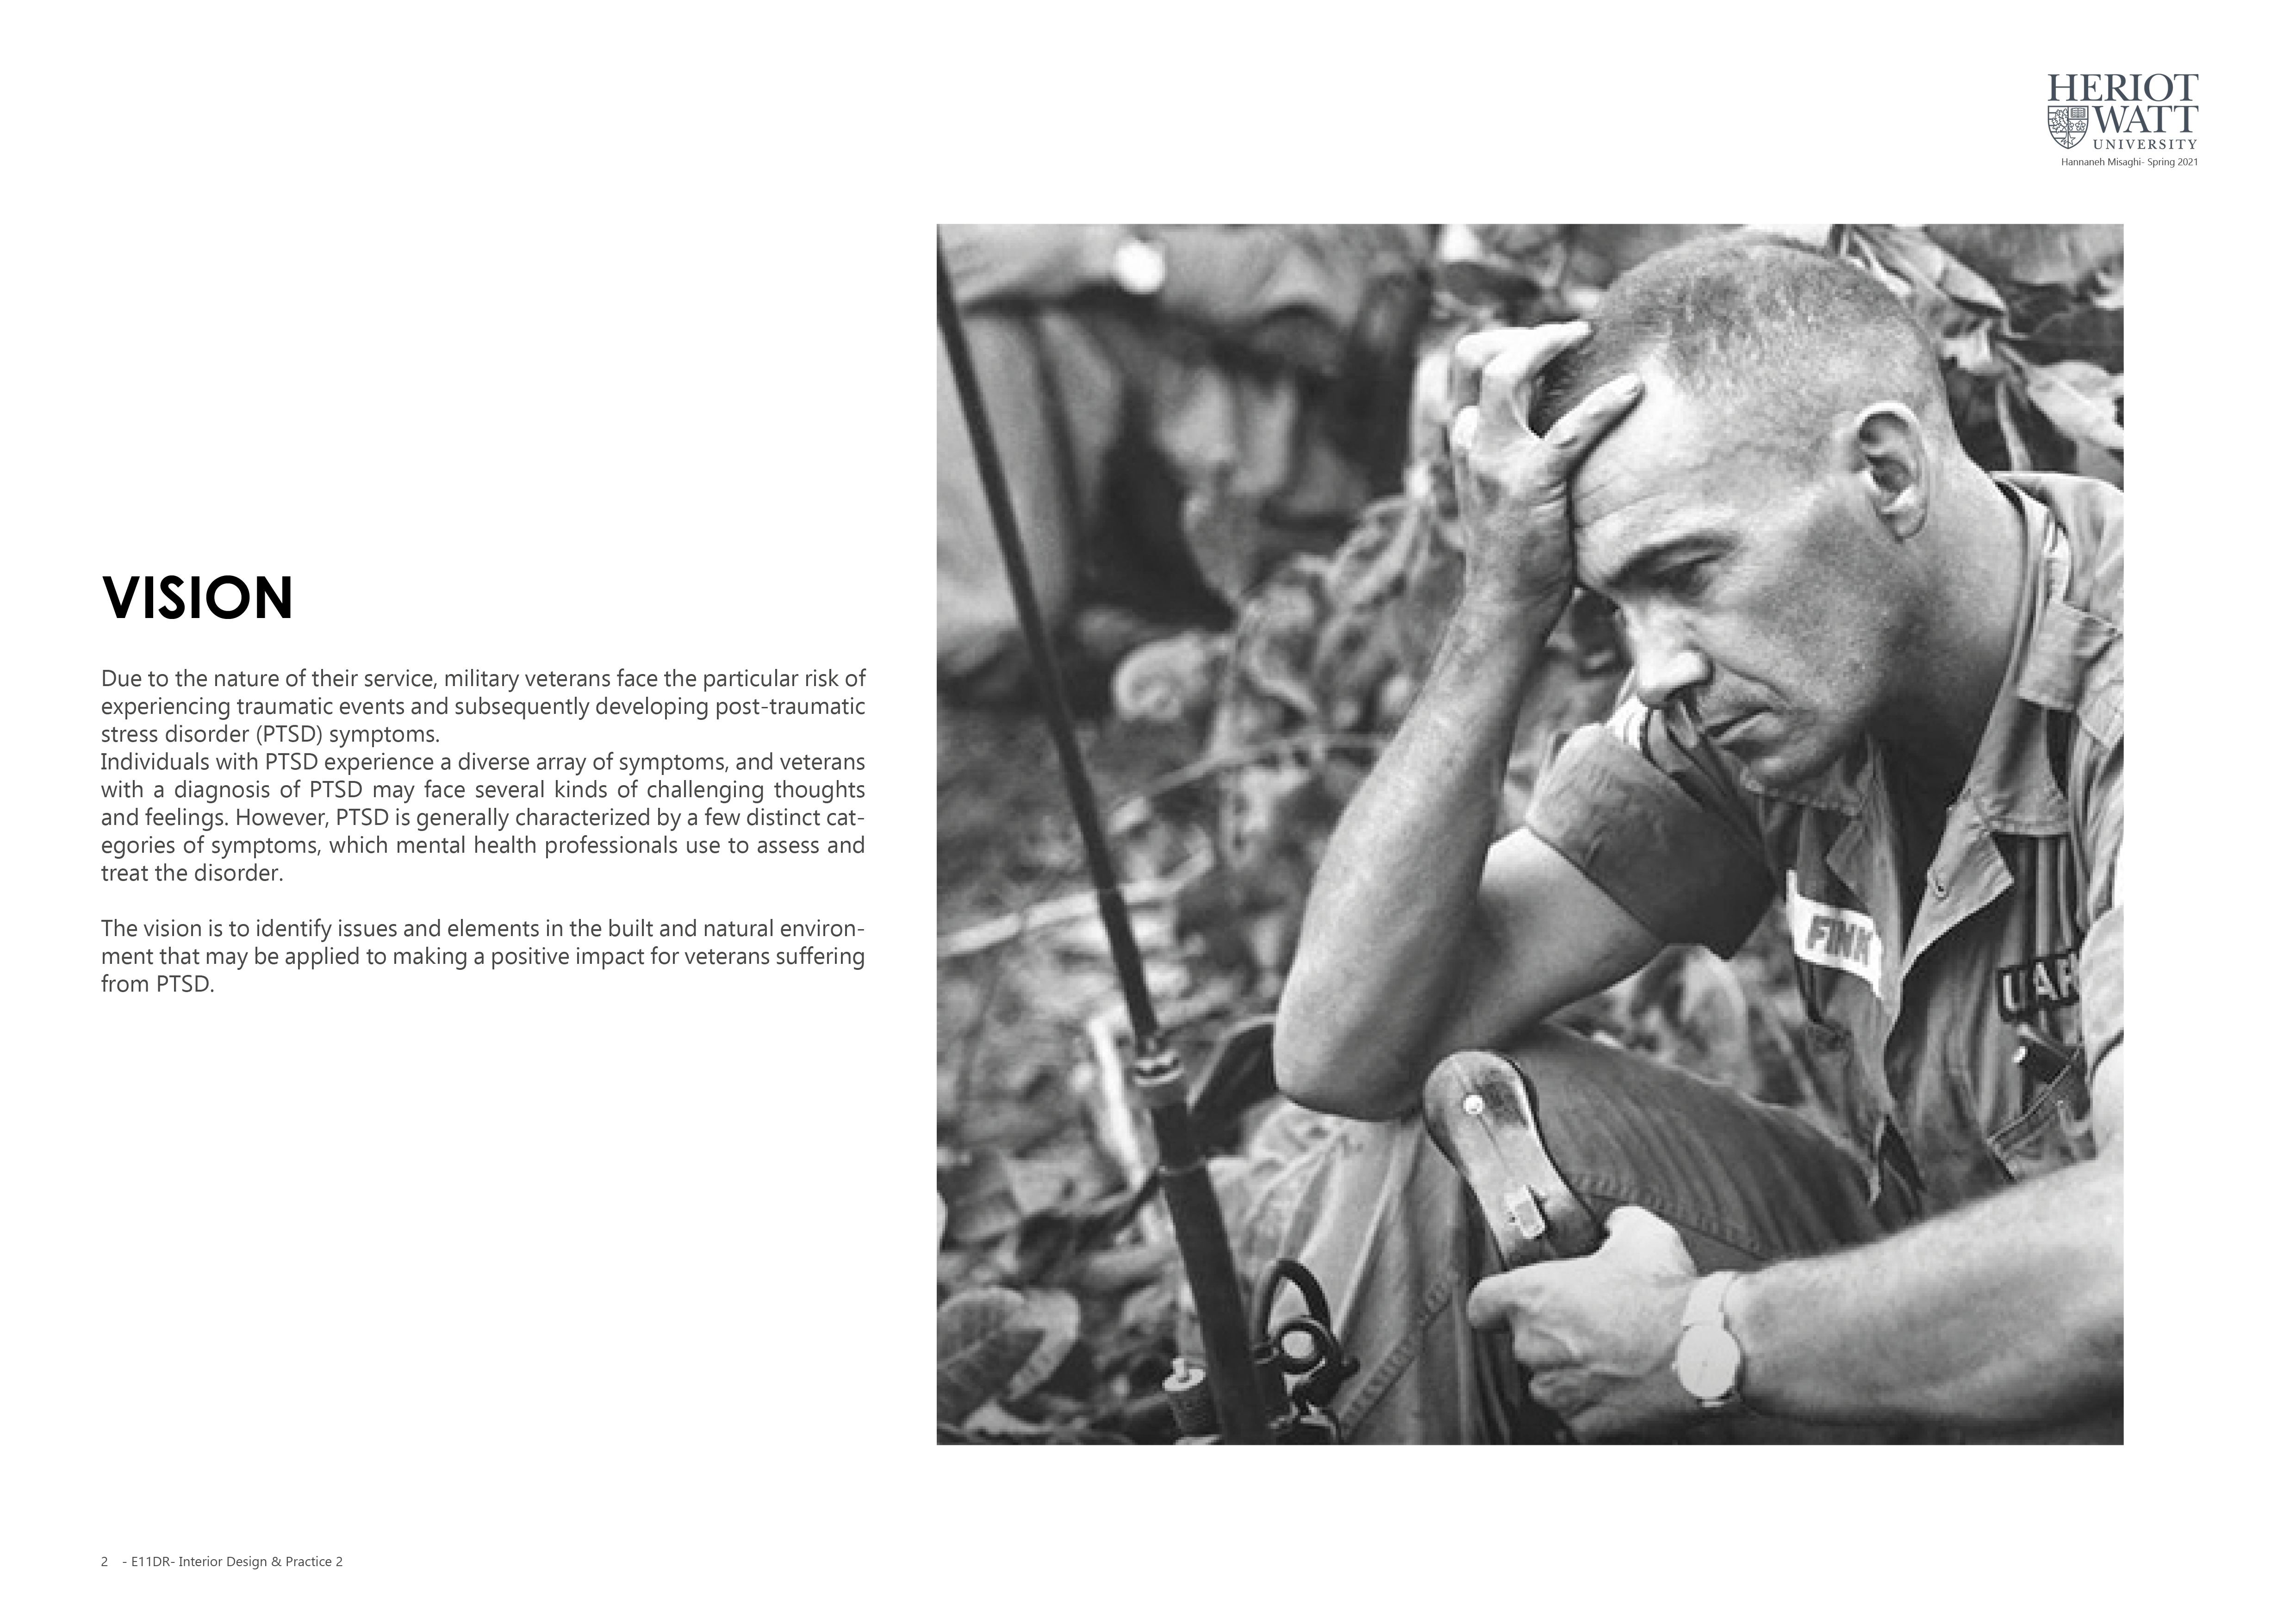 HERIOT
WATT
UNIVERSITY
Hannaneh Misaghi- Spring 2021
VISION
Due to the nature of their service, military veterans face the particular risk of
experiencing traumatic events and subsequently developing post-traumatic
stress disorder (PTSD) symptoms.
Individuals with PTSD experience a diverse array of symptoms, and veterans
with a diagnosis of PTSD may face several kinds of challenging thoughts
and feelings. However, PTSD is generally characterized by a few distinct cat-
egories of symptoms, which mental health professionals use to assess and
treat the disorder.
The vision is to identify issues and elements in the built and natural environ-
ment that may be applied to making a positive impact for veterans suffering
from PTSD.
FINK
U.AR
2 - E11DR- Interior Design & Practice 2